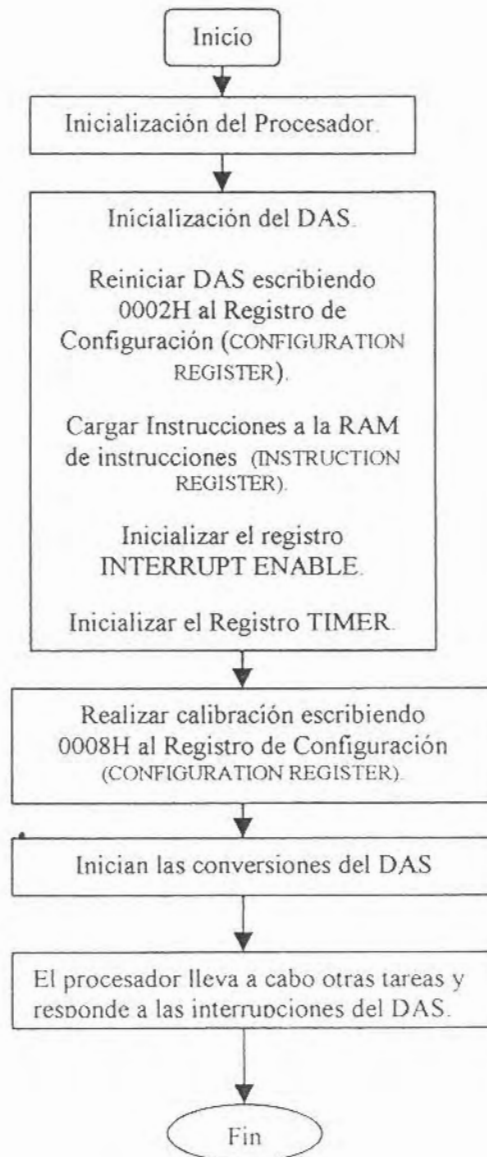 Inicio
Inicialización del Procesador.
Inicialización del DAS.
Reiniciar DAS escribiendo
0002H al Registro de
Configuración (CONFIGURATION
REGISTER).
Cargar Instrucciones a la RAM
de instrucciones (INSTRUCTION
REGISTER).
Inicializar el registro
INTERRUPT ENABLE.
Inicializar el Registro TIMER.
Realizar calibración escribiendo
0008H al Registro de Configuración
(CONFIGURATION REGISTER).
Inician las conversiones del DAS
El procesador lleva a cabo otras tareas y
responde a las interrupciones del DAS.
Fin